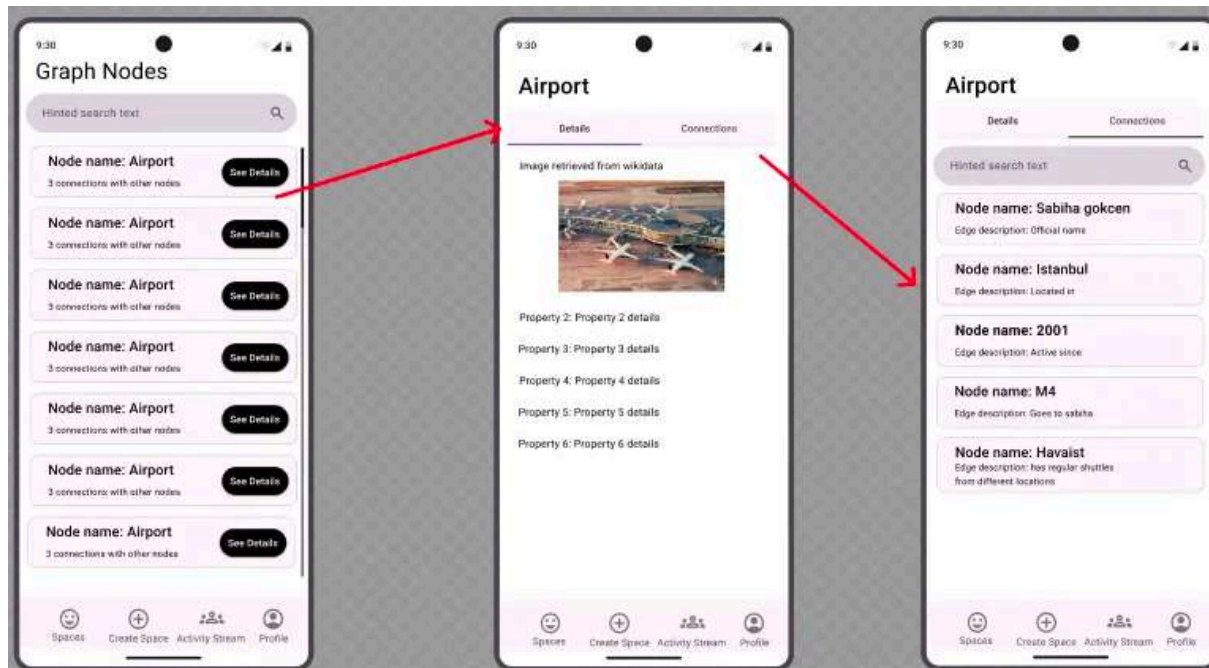 9:30
Graph Nodes
Hinted search text
Node name: Airport
3 connections with other nodes
See Details
Node name: Airport
3 connections with other nodes
See Details
Node name: Airport
3 connections with other nodes
See Details
Node name: Airport
3 connections with other nodes
See Details
Node name: Airport
3 connections with other nodes
See Details
Node name: Airport
3 connections with other nodes
See Details
Node name: Airport
3 connections with other nodes
See Details
Spaces
Create Space
Activity Stream
Profile
9:30
Airport
Details
Connections
Image retrieved from wikidata
Property 2: Property 2 details
Property 3: Property 3 details
Property 4: Property 4 details
Property 5: Property 5 details
Property 6: Property 6 details
Spaces
Create Space
Activity Stream
Profile
9:30
Airport
Details
Connections
Hinted search text
Node name: Sabiha gokcen
Edge description: Official name
Node name: Istanbul
Edge description: Located in
Node name: 2001
Edge description: Active since
Node name: M4
Edge description: Goes to sabiha
Node name: Havaist
Edge description: has regular shuttles
from different locations
Spaces
Create Space
Activity Stream
Profile